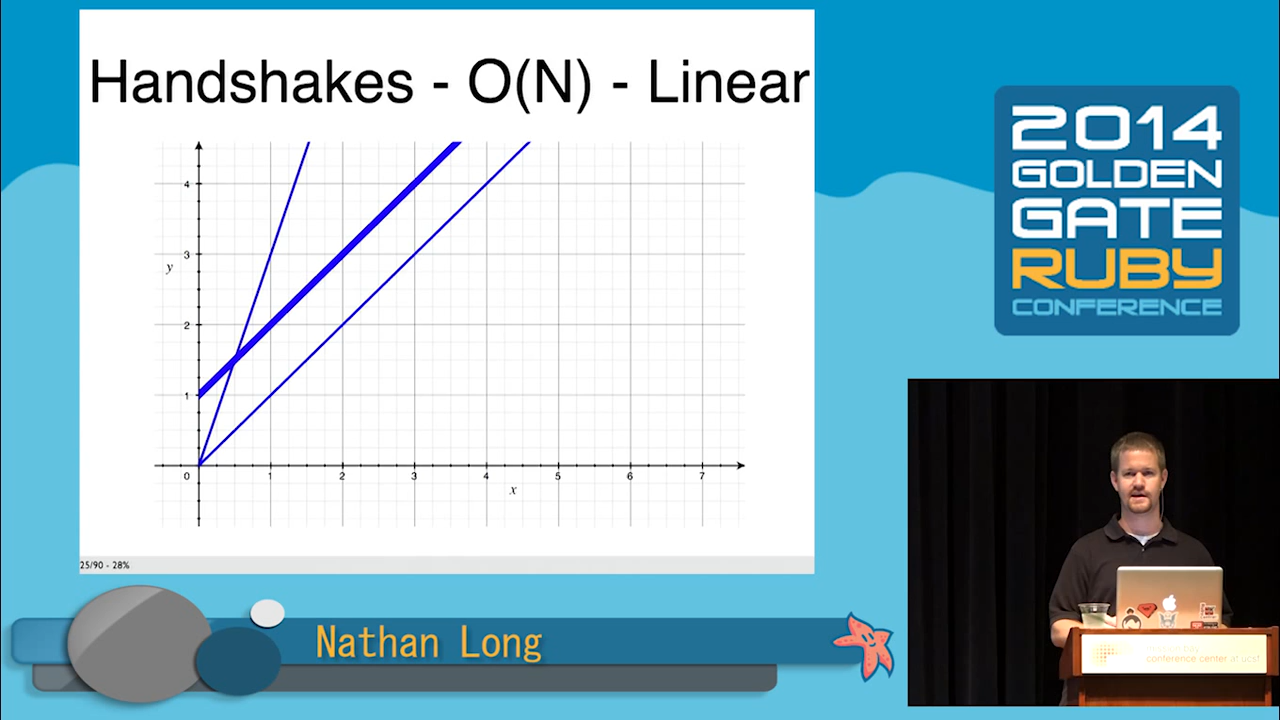 Handshakes - O(N) - Linear
4
3
y
2
1
0 1 2 3 4 5 6 7
x
25/90 - 28%
2014
GOLDEN
GATE
RUBY
CONFERENCE
Nathan Long
conference center at ucsf